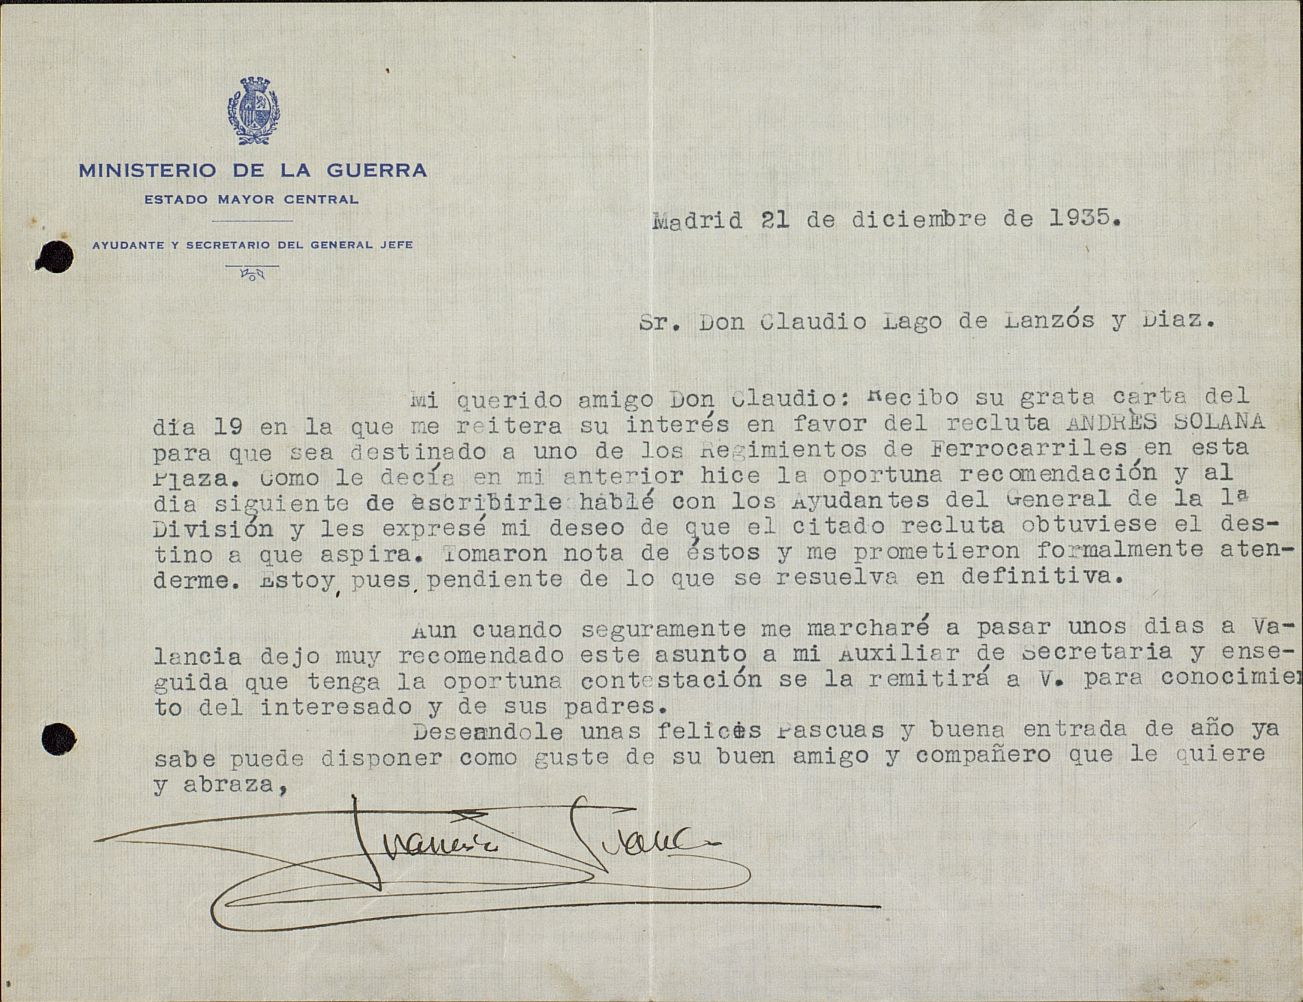 MINISTERIO DE LA GUERRA
ESTADO MAYOR CENTRAL
AYUDANTE Y SECRETARIO DEL GENERAL JEFE
Madrid 21 de diciembre de 1935.
Sr. Don Claudio Lago de Lanzós y Diaz.
Mi querido amigo Don Claudio: Recibo su grata carta del
dia 19 en la que me reitera su interés en favor del recluta ANDRÈS SOLANA
para que sea destinado a uno de los Regimientos de Ferrocarriles en esta
Plaza. Como le decía en mi anterior hice la oportuna recomendación y al
dia siguiente de escribirle hablé con los Ayudantes del General de la 1ª
División y les expresé mi deseo de que el citado recluta obtuviese el des-
tino a que aspira. Tomaron nota de éstos y me prometieron formalmente aten-
derme. Estoy, pues, pendiente de lo que se resuelva en definitiva.
Aun cuando seguramente me marcharé a pasar unos dias a Va-
lancia dejo muy recomendado este asunto a mi Auxiliar de Secretaria y ense-
guida que tenga la oportuna contestación se la remitirá a V. para conocimien
to del interesado y de sus padres.
Deseandole unas felices Pascuas y buena entrada de año ya
sabe puede disponer como guste de su buen amigo y compañero que le quiere
y abraza,
Francisco Franco